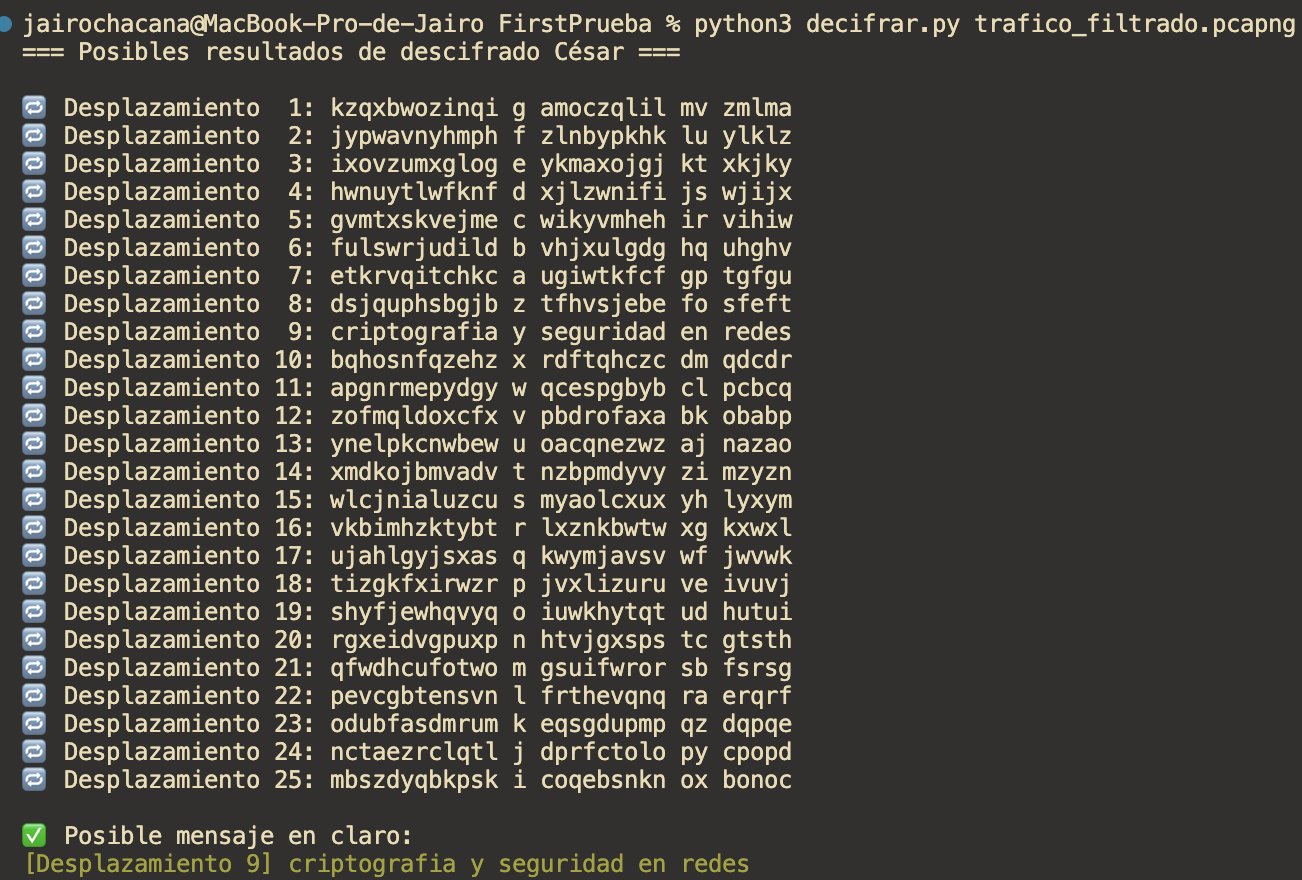 jairochacana@MacBook-Pro-de-Jairo FirstPrueba % python3 decifrar.py trafico_filtrado.pcapng
=== Posibles resultados de descifrado César ===
🔁 Desplazamiento  1: kzqxbwozinqi g amoczqlil mv zmlma
🔁 Desplazamiento  2: jypwavnyhmph f zlnbypkhk lu ylklz
🔁 Desplazamiento  3: ixovzumxglog e ykmaxojgj kt xkjky
🔁 Desplazamiento  4: hwnuytlwfknf d xjlzwnifi js wjijx
🔁 Desplazamiento  5: gvmtxskvejme c wikyvmheh ir vihiw
🔁 Desplazamiento  6: fulswrjudild b vhjxulgdg hq uhghv
🔁 Desplazamiento  7: etkrvqitchkc a ugiwtkfcf gp tgfgu
🔁 Desplazamiento  8: dsjquphsbgjb z tfhvsjebe fo sfeft
🔁 Desplazamiento  9: criptografia y seguridad en redes
🔁 Desplazamiento 10: bqhosnfqzehz x rdftqhczc dm qdcdr
🔁 Desplazamiento 11: apgnrmepydgy w qcespgbyb cl pcbcq
🔁 Desplazamiento 12: zofmqldoxcfx v pbdrofaxa bk obabp
🔁 Desplazamiento 13: ynelpkcnwbew u oacqnezwz aj nazao
🔁 Desplazamiento 14: xmdkojbmvadv t nzbpmdyvy zi mzyzn
🔁 Desplazamiento 15: wlcjnialuzcu s myaolcxux yh lyxym
🔁 Desplazamiento 16: vkbimhzktybt r lxznkbwtw xg kxwxl
🔁 Desplazamiento 17: ujahlgyjsxas q kwymjavsv wf jwvwk
🔁 Desplazamiento 18: tizgkfxirwzr p jvxlizuru ve ivuvj
🔁 Desplazamiento 19: shyfjewhqvyq o iuwkhytqt ud hutui
🔁 Desplazamiento 20: rgxeidvgpuxp n htvjgxsps tc gtsth
🔁 Desplazamiento 21: qfwdhcufotwo m gsuifwror sb fsrsg
🔁 Desplazamiento 22: pevcgbtensvn l frthevqnq ra erqrf
🔁 Desplazamiento 23: odubfasdmrum k eqsgdupmp qz dqpqe
🔁 Desplazamiento 24: nctaezrclqtl j dprfctolo py cpopd
🔁 Desplazamiento 25: mbszdyqbkpsk i coqebsnkn ox bonoc
✅ Posible mensaje en claro:
[Desplazamiento 9] criptografia y seguridad en redes